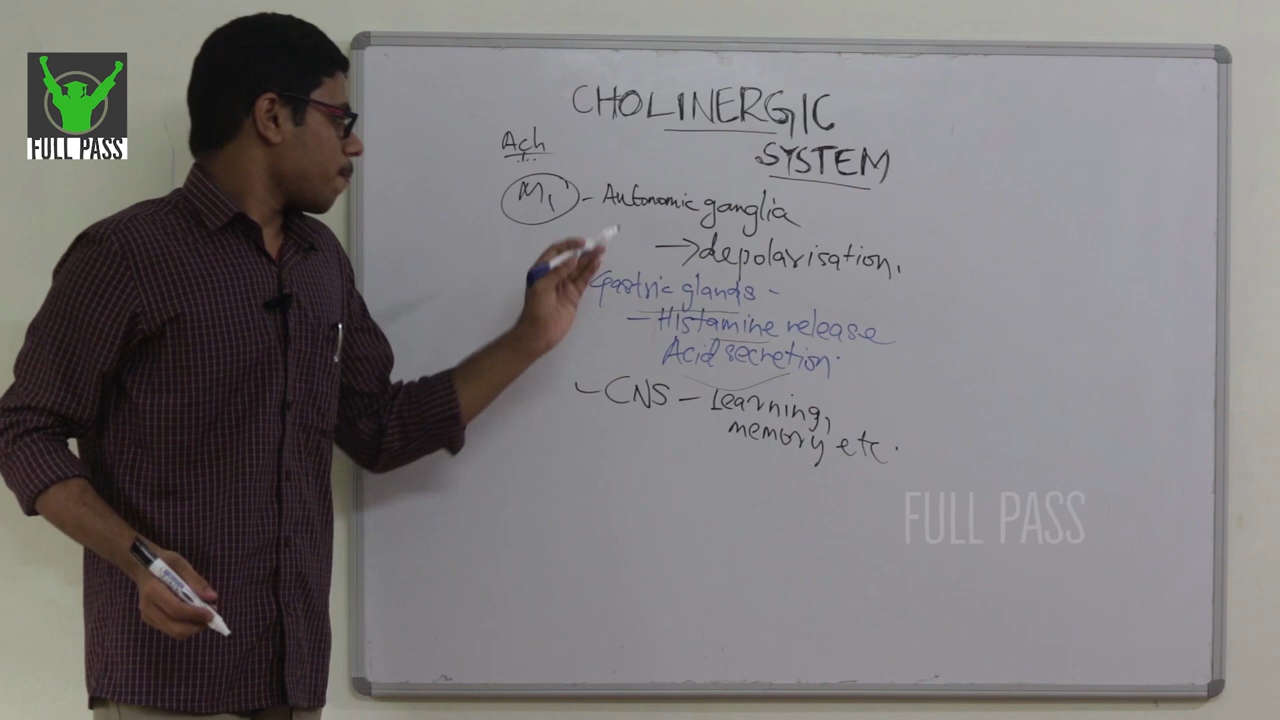 FULL PASS
CHOLINERGIC
SYSTEM
Ach
M1 - Autonomic ganglia
→ depolarisation.
Gastric glands -
- Histamine release
Acid secretion.
- CNS - Learning,
memory etc.
FULL PASS